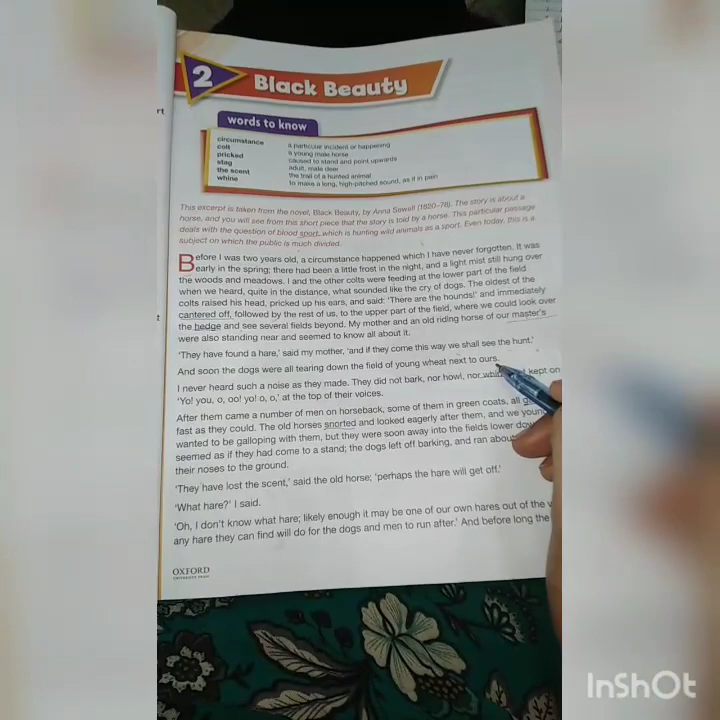 rt
t
2
Black Beauty
words to know
circumstance a particular incident or happening
colt a young male horse
pricked caused to stand and point upwards
stag adult, male deer
the scent the trail of a hunted animal
whine to make a long, high-pitched sound, as if in pain
This excerpt is taken from the novel, Black Beauty, by Anna Sewell (1820–78). The story is about a
horse, and you will see from this short piece that the story is told by a horse. This particular passage
deals with the question of blood sport, which is hunting wild animals as a sport. Even today, this is a
subject on which the public is much divided.
Before I was two years old, a circumstance happened which I have never forgotten. It was
early in the spring; there had been a little frost in the night, and a light mist still hung over
the woods and meadows. I and the other colts were feeding at the lower part of the field
when we heard, quite in the distance, what sounded like the cry of dogs. The oldest of the
colts raised his head, pricked up his ears, and said: 'There are the hounds!' and immediately
cantered off, followed by the rest of us, to the upper part of the field, where we could look over
the hedge and see several fields beyond. My mother and an old riding horse of our master's
were also standing near and seemed to know all about it.
'They have found a hare,' said my mother, 'and if they come this way we shall see the hunt.'
And soon the dogs were all tearing down the field of young wheat next to ours.
I never heard such a noise as they made. They did not bark, nor howl, nor kept on
'Yo! you, o, oo! yo! o, o,' at the top of their voices.
After them came a number of men on horseback, some of them in green coats, all
fast as they could. The old horses snorted and looked eagerly after them, and we young
wanted to be galloping with them, but they were soon away into the fields lower
seemed as if they had come to a stand; the dogs left off barking, and ran about
their noses to the ground.
'They have lost the scent,' said the old horse; 'perhaps the hare will get off.'
'What hare?' I said.
'Oh, I don't know what hare; likely enough it may be one of our own hares out of the
any hare they can find will do for the dogs and men to run after.' And before long the
OXFORD
UNIVERSITY PRESS
InShOt